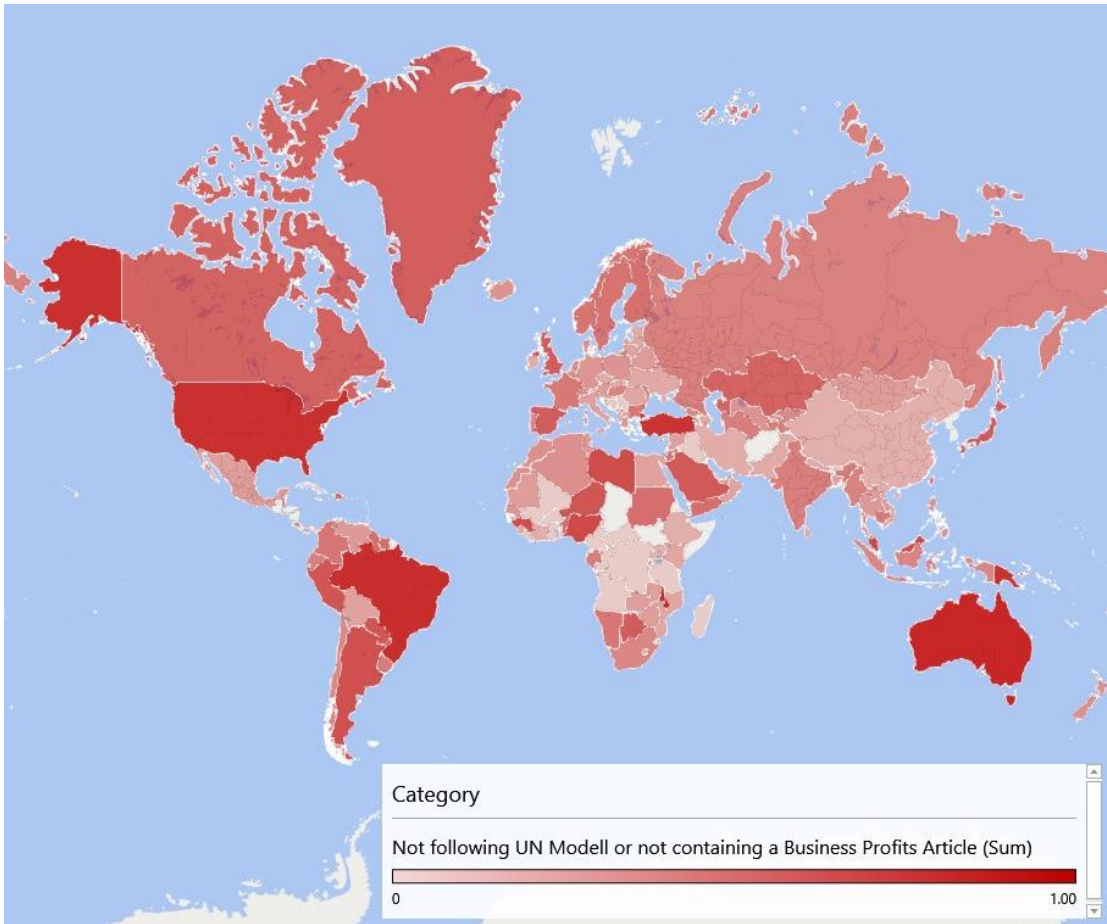 Category
Not following UN Modell or not containing a Business Profits Article (Sum)
0 1.00